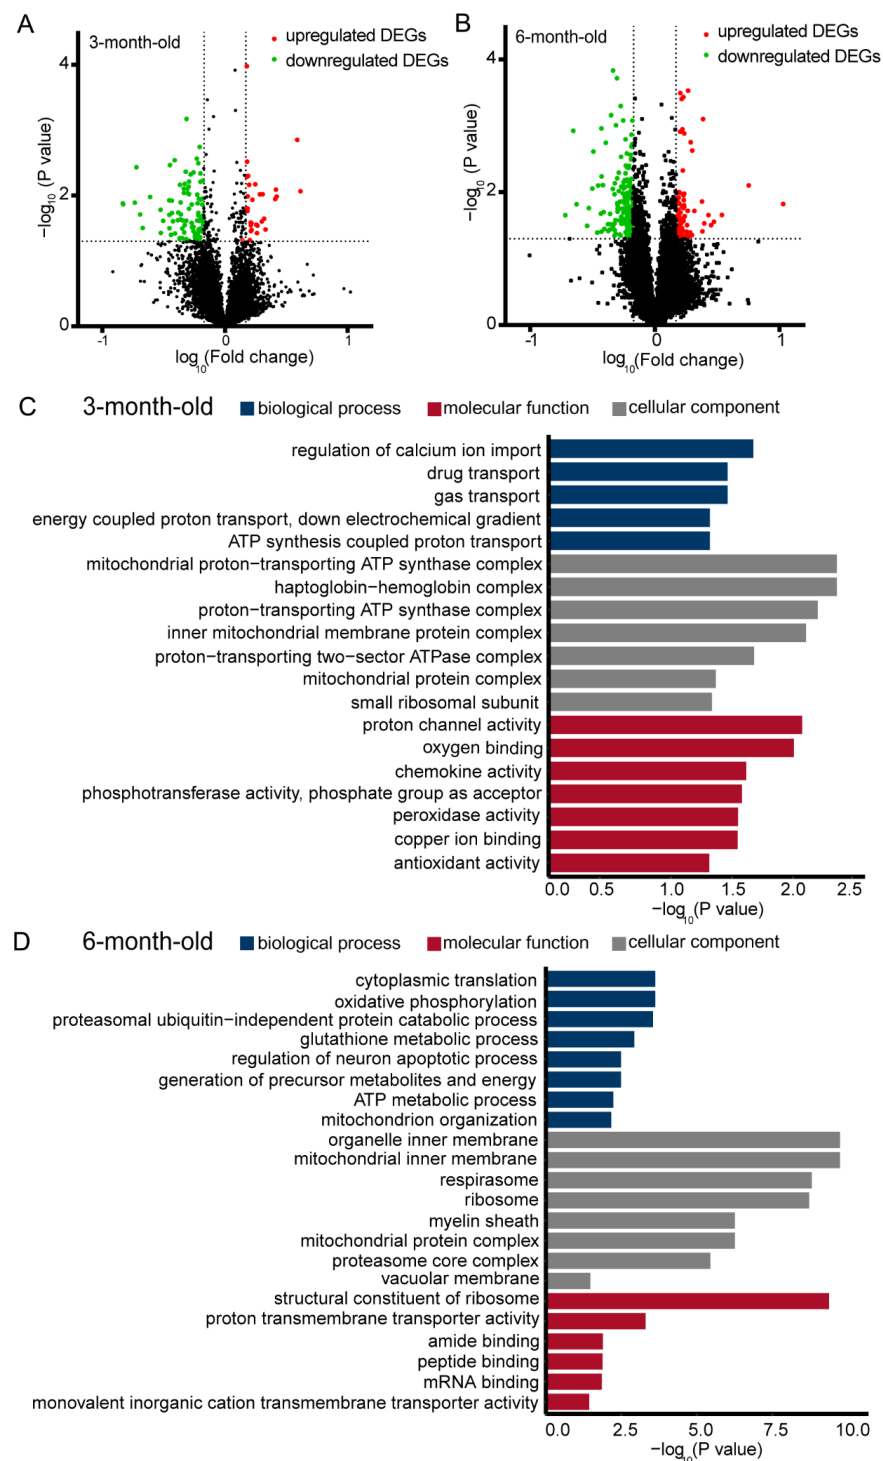 A
3-month-old
upregulated DEGs
downregulated DEGs
−log10 (P value)
4
2
0
-1
0
1
log10(Fold change)
B
6-month-old
upregulated DEGs
downregulated DEGs
−log10 (P value)
4
2
0
-1
0
1
log10(Fold change)
C 3-month-old biological process molecular function cellular component
regulation of calcium ion import
drug transport
gas transport
energy coupled proton transport, down electrochemical gradient
ATP synthesis coupled proton transport
mitochondrial proton−transporting ATP synthase complex
haptoglobin−hemoglobin complex
proton−transporting ATP synthase complex
inner mitochondrial membrane protein complex
proton−transporting two−sector ATPase complex
mitochondrial protein complex
small ribosomal subunit
proton channel activity
oxygen binding
chemokine activity
phosphotransferase activity, phosphate group as acceptor
peroxidase activity
copper ion binding
antioxidant activity
0.0 0.5 1.0 1.5 2.0 2.5
−log10(P value)
D 6-month-old biological process molecular function cellular component
cytoplasmic translation
oxidative phosphorylation
proteasomal ubiquitin−independent protein catabolic process
glutathione metabolic process
regulation of neuron apoptotic process
generation of precursor metabolites and energy
ATP metabolic process
mitochondrion organization
organelle inner membrane
mitochondrial inner membrane
respirasome
ribosome
myelin sheath
mitochondrial protein complex
proteasome core complex
vacuolar membrane
structural constituent of ribosome
proton transmembrane transporter activity
amide binding
peptide binding
mRNA binding
monovalent inorganic cation transmembrane transporter activity
0.0 2.5 5.0 7.5 10.0
−log10(P value)